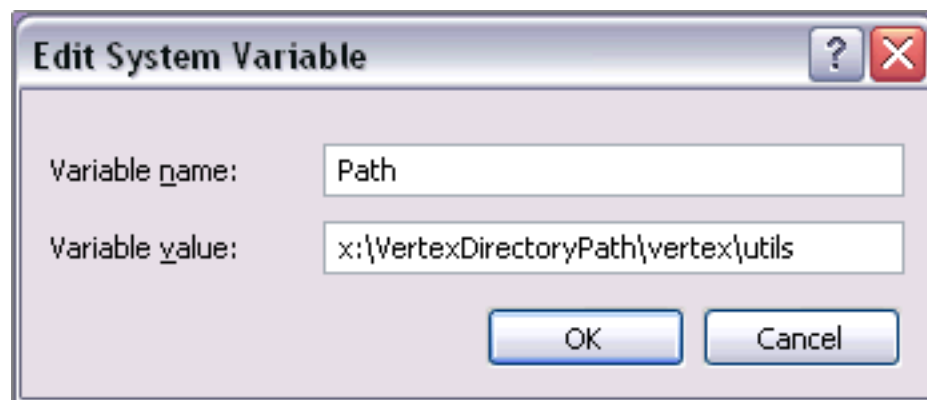 Edit System Variable
?
Variable name:
Path
Variable value:
x:\VertexDirectoryPath\vertex\utils
OK
Cancel